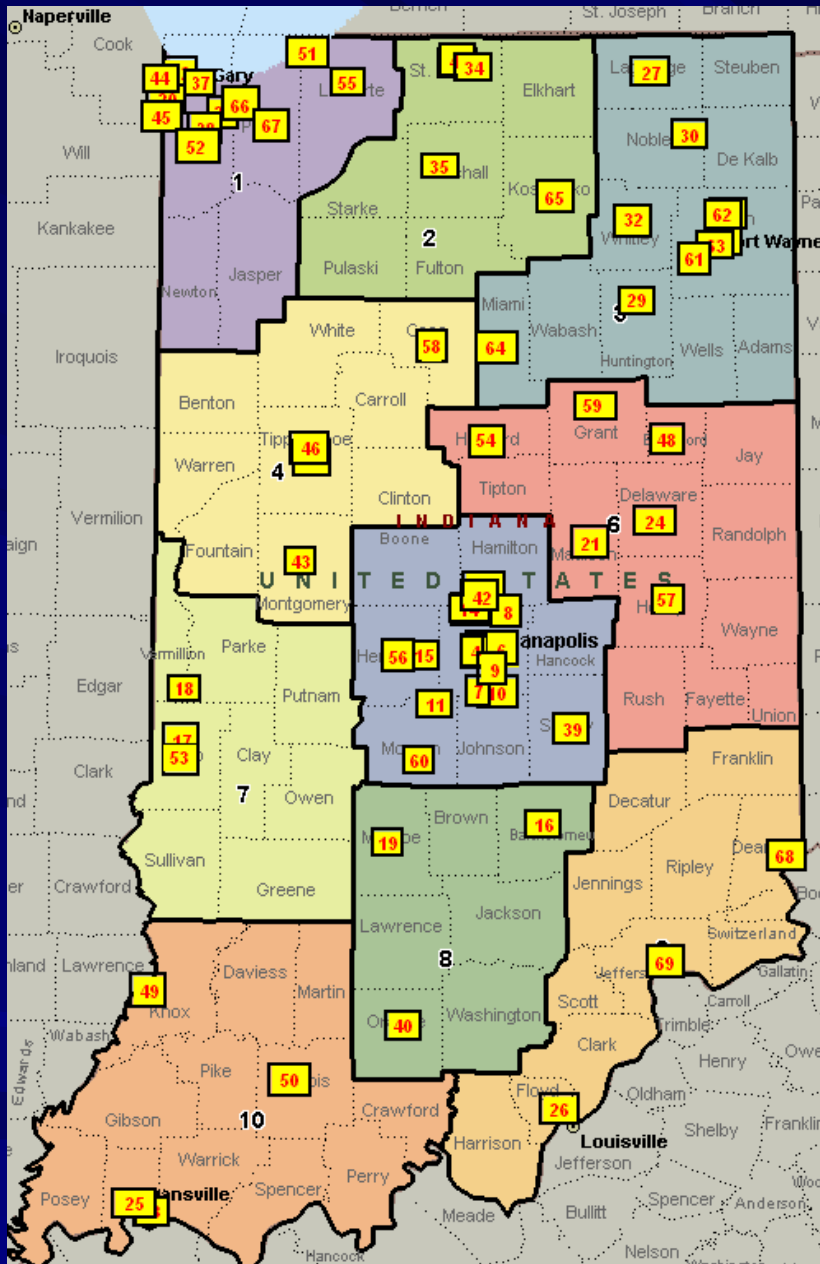 Naperville
Berrien
St. Joseph
Branch
Cook
51
44
37
Gary
55
St.
34
27
Steuben
Elkhart
66
45
67
52
Will
30
Noble
De Kalb
1
35
65
Starke
32
Whitley
62
Kankakee
2
61
Fort Wayne
Jasper
Pulaski
Fulton
Newton
Miami
29
White
58
64
Wabash
Iroquois
Huntington
Wells
Adams
Benton
Carroll
59
Grant
46
54
48
Jay
Warren
4
Tipton
Clinton
Delaware
Vermilion
I N D I A N A
24
6
Randolph
Boone
Hamilton
21
Fountain
43
U N I T E D S T A T E S
Montgomery
42
8
57
Parke
Wayne
Vermillion
56
15
9
Hancock
Edgar
18
Putnam
7
10
Rush
Fayette
Union
11
39
17
53
Clay
60
Johnson
Franklin
Clark
7
Owen
Decatur
Brown
16
19
Sullivan
68
Ripley
Crawford
Greene
Jennings
Jackson
Lawrence
Switzerland
Lawrence
Daviess
8
69
Gallatin
49
Martin
Knox
Scott
Carroll
Washington
40
Trimble
Wabash
Clark
Edwards
Pike
50
Henry
Floyd
Oldham
10
Crawford
26
Gibson
Louisville
Shelby
Franklin
Harrison
Warrick
Jefferson
Perry
Posey
25
Spencer
Spencer
Anderson
Meade
Bullitt
Hancock
Nelson